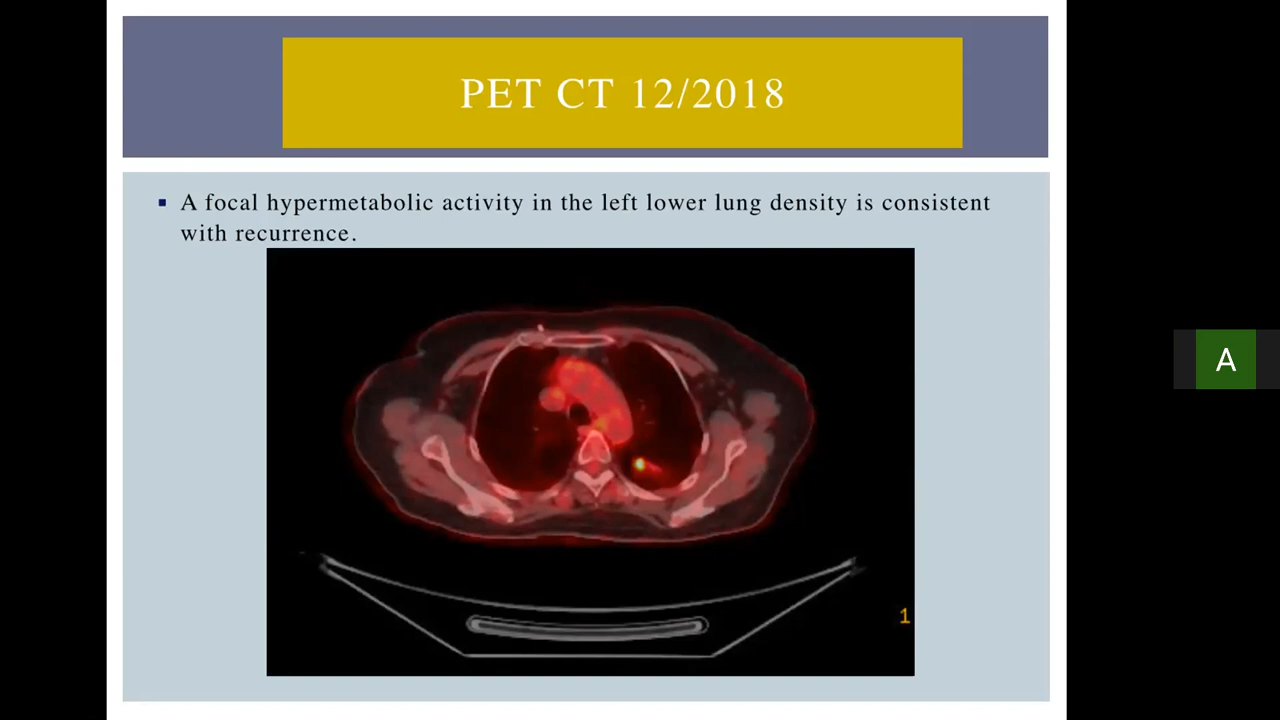 PET CT 12/2018
▪ A focal hypermetabolic activity in the left lower lung density is consistent
with recurrence.
1
A